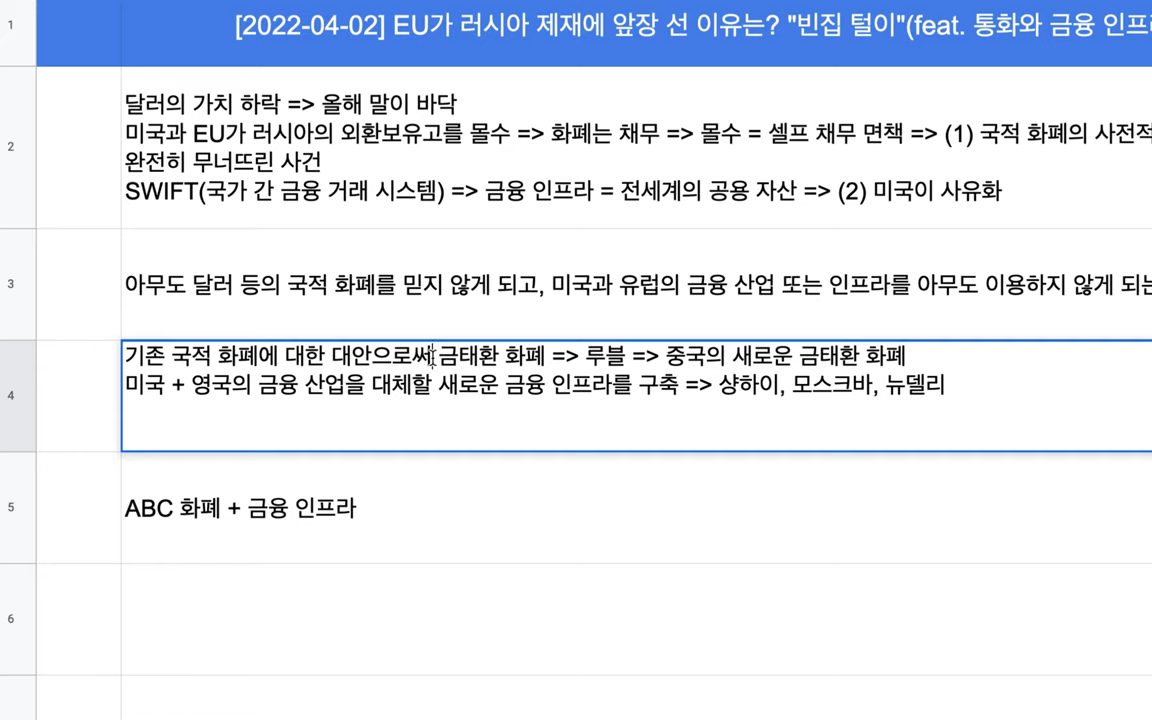 1
[2022-04-02] EU가 러시아 제재에 앞장 선 이유는? "빈집 털이"(feat. 통화와 금융 인프
2
달러의 가치 하락 => 올해 말이 바닥
미국과 EU가 러시아의 외환보유고를 몰수 => 화폐는 채무 => 몰수 = 셀프 채무 면책 => (1) 국적 화폐의 사전적
완전히 무너뜨린 사건
SWIFT(국가 간 금융 거래 시스템) => 금융 인프라 = 전세계의 공용 자산 => (2) 미국이 사유화
3
아무도 달러 등의 국적 화폐를 믿지 않게 되고, 미국과 유럽의 금융 산업 또는 인프라를 아무도 이용하지 않게 되는
4
기존 국적 화폐에 대한 대안으로써 금태환 화폐 => 루블 => 중국의 새로운 금태환 화폐
미국 + 영국의 금융 산업을 대체할 새로운 금융 인프라를 구축 => 샹하이, 모스크바, 뉴델리
5
ABC 화폐 + 금융 인프라
6